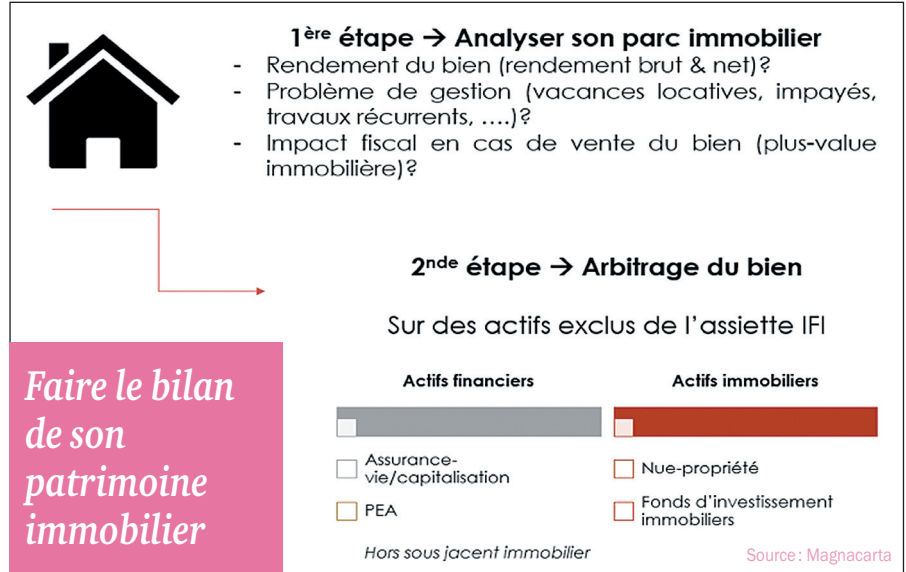 1ère étape → Analyser son parc immobilier
- Rendement du bien (rendement brut & net)?
- Problème de gestion (vacances locatives, impayés,
travaux récurrents, ....)?
- Impact fiscal en cas de vente du bien (plus-value
immobilière)?
2nde étape → Arbitrage du bien
Sur des actifs exclus de l'assiette IFI
Actifs financiers
Assurance-
vie/capitalisation
PEA
Hors sous jacent immobilier
Actifs immobiliers
Nue-propriété
Fonds d'investissement
immobiliers
Faire le bilan
de son
patrimoine
immobilier
Source : Magnacarta